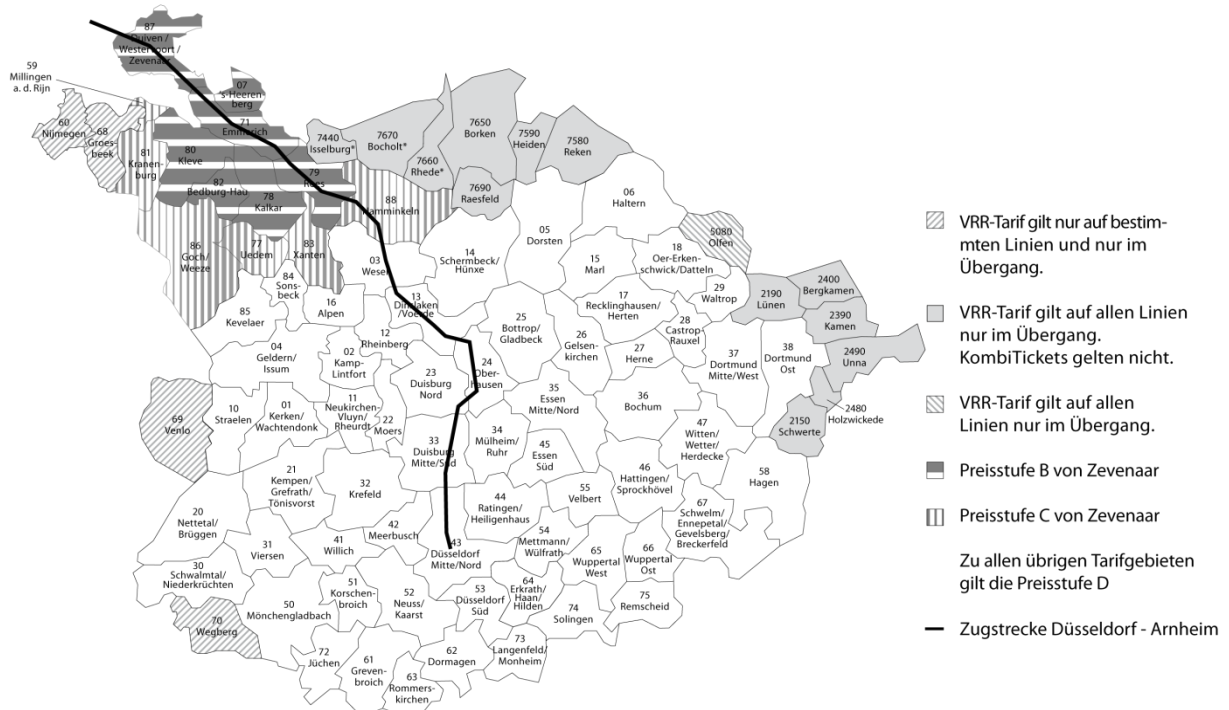 87
Duiven /
Westervoort /
Zevenaar
59
Millingen
a. d. Rijn
07
's-Heeren-
berg
60
Nijmegen
68
Groes-
beek
71
Emmerich
7440
Isselburg*
7670
Bocholt*
7650
Borken
7590
Heiden
7580
Reken
81
Kranen-
burg
80
Kleve
79
Rees
7660
Rhede*
82
Bedburg-Hau
78
Kalkar
88
Hamminkeln
7690
Raesfeld
06
Haltern
86
Goch/
Weeze
77
Uedem
83
Xanten
03
Wesel
14
Schermbeck/
Hünxe
05
Dorsten
15
Marl
18
Oer-Erken-
schwick/Datteln
5080
Olfen
84
Sons-
beck
16
Alpen
13
Dinslaken
/Voerde
17
Recklinghausen/
Herten
29
Waltrop
2190
Lünen
2400
Bergkamen
85
Kevelaer
12
Rheinberg
25
Bottrop/
Gladbeck
26
Gelsen-
kirchen
28
Castrop-
Rauxel
2390
Kamen
04
Geldern/
Issum
02
Kamp-
Lintfort
23
Duisburg
Nord
24
Ober-
hausen
27
Herne
37
Dortmund
Mitte/West
38
Dortmund
Ost
2490
Unna
69
Venlo
10
Straelen
01
Kerken/
Wachtendonk
11
Neukirchen-
Vluyn/
Rheurdt
22
Moers
35
Essen
Mitte/Nord
36
Bochum
2480
Holzwickede
2150
Schwerte
33
Duisburg
Mitte/Süd
34
Mülheim/
Ruhr
45
Essen
Süd
47
Witten/
Wetter/
Herdecke
21
Kempen/
Grefrath/
Tönisvorst
32
Krefeld
46
Hattingen/
Sprockhövel
58
Hagen
20
Nettetal/
Brüggen
44
Ratingen/
Heiligenhaus
55
Velbert
67
Schwelm/
Ennepetal/
Gevelsberg/
Breckerfeld
31
Viersen
41
Willich
42
Meerbusch
43
Düsseldorf
Mitte/Nord
54
Mettmann/
Wülfrath
65
Wuppertal
West
66
Wuppertal
Ost
30
Schwalmtal/
Niederkrüchten
51
Korschen-
broich
52
Neuss/
Kaarst
53
Düsseldorf
Süd
64
Erkrath/
Haan/
Hilden
74
Solingen
75
Remscheid
70
Wegberg
50
Mönchengladbach
72
Jüchen
61
Greven-
broich
63
Rommers-
kirchen
62
Dormagen
73
Langenfeld/
Monheim
VRR-Tarif gilt nur auf bestim-
mten Linien und nur im
Übergang.
VRR-Tarif gilt auf allen Linien
nur im Übergang.
KombiTickets gelten nicht.
VRR-Tarif gilt auf allen
Linien nur im Übergang.
Preisstufe B von Zevenaar
Preisstufe C von Zevenaar
Zu allen übrigen Tarifgebieten
gilt die Preisstufe D
Zugstrecke Düsseldorf - Arnheim